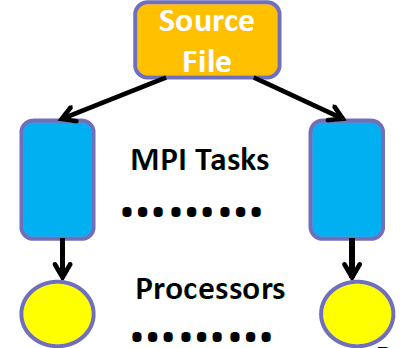 Source
File
MPI Tasks
.........
Processors
.........